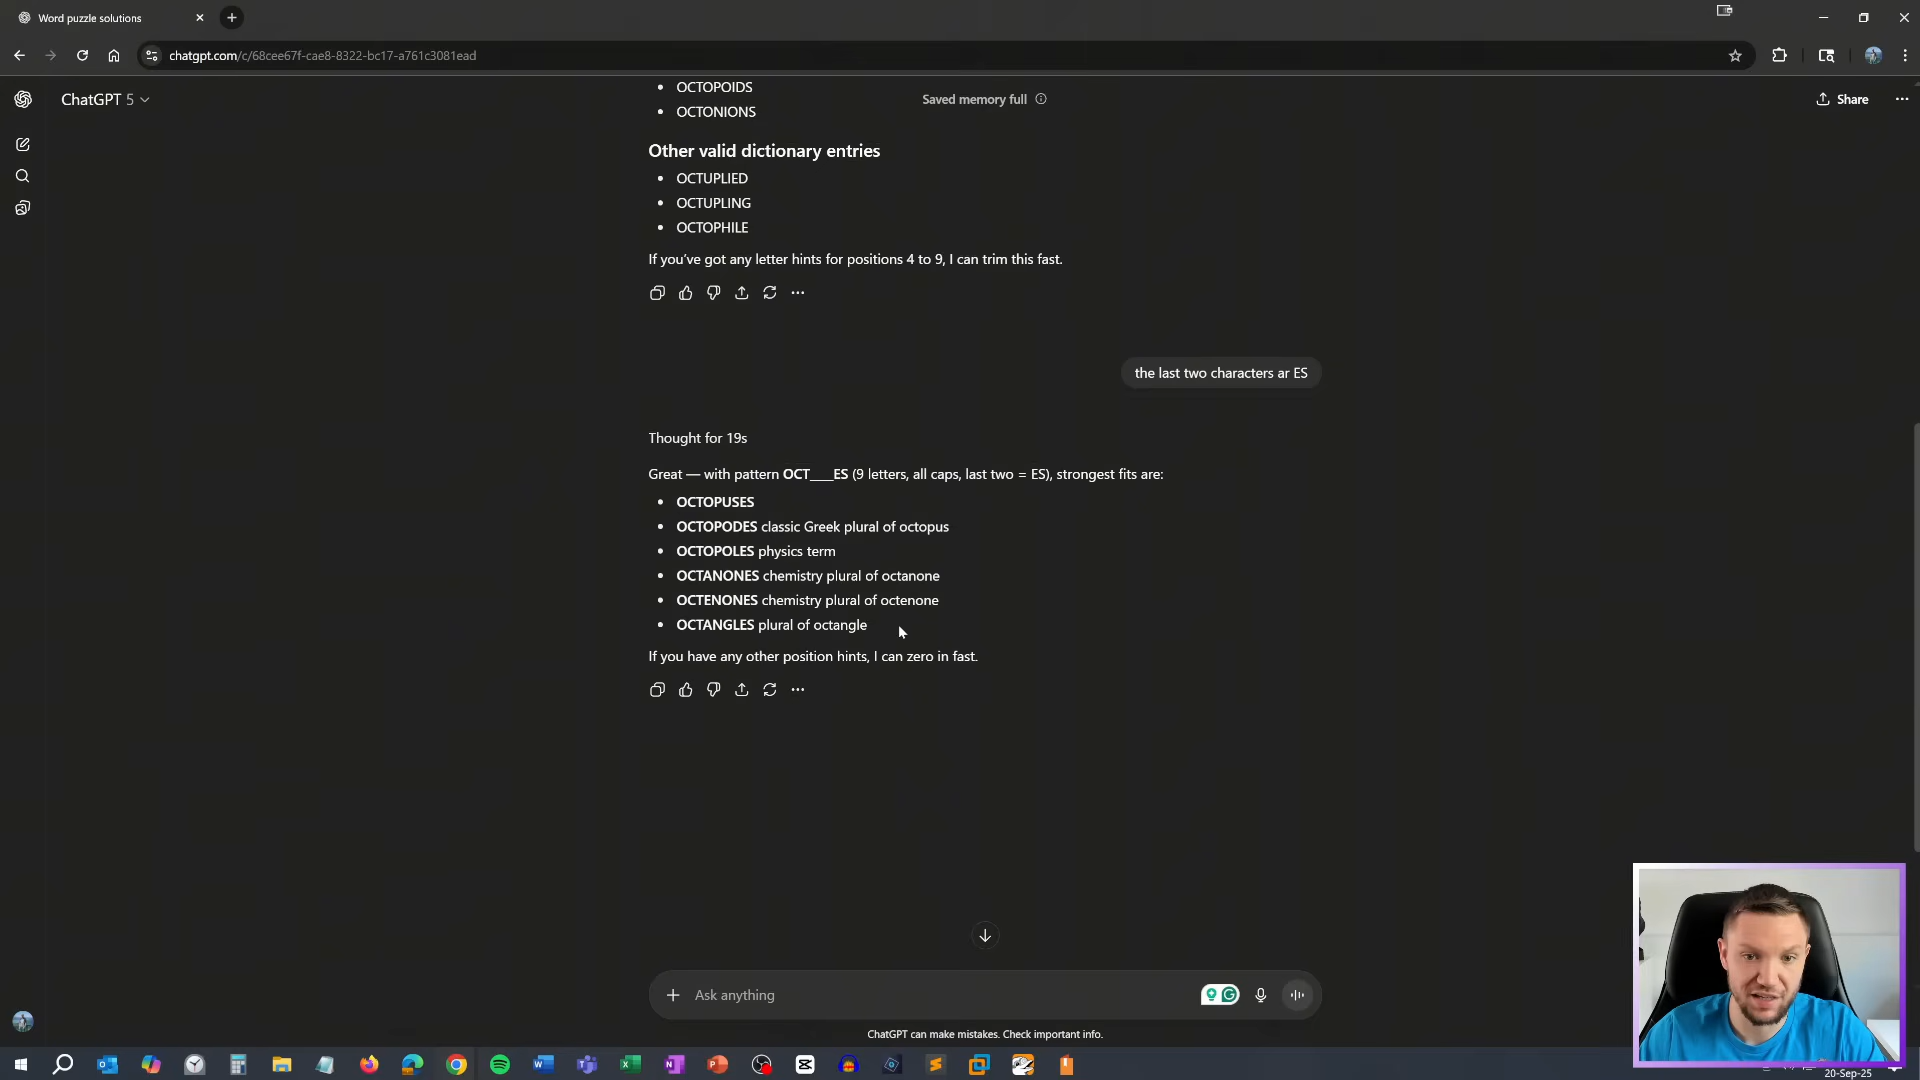 Word puzzle solutions
chatgpt.com/c/68cee67f-cae8-8322-bc17-a761c3081ead
ChatGPT 5
Saved memory full
Share
• OCTOPOIDS
• OCTONIONS
Other valid dictionary entries
• OCTUPLIED
• OCTUPLING
• OCTOPHILE
If you've got any letter hints for positions 4 to 9, I can trim this fast.
the last two characters ar ES
Thought for 19s
Great — with pattern OCT____ES (9 letters, all caps, last two = ES), strongest fits are:
• OCTOPUSES
• OCTOPODES classic Greek plural of octopus
• OCTOPOLES physics term
• OCTANONES chemistry plural of octanone
• OCTENONES chemistry plural of octenone
• OCTANGLES plural of octangle
If you have any other position hints, I can zero in fast.
Ask anything
ChatGPT can make mistakes. Check important info.
20-Sep-25